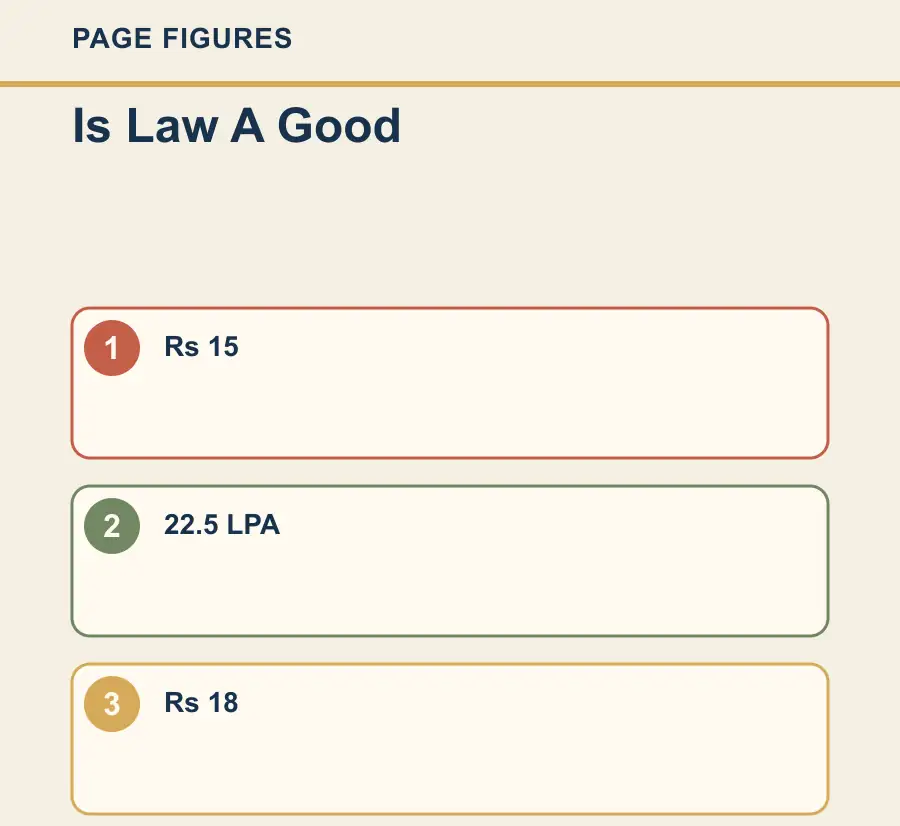 PAGE FIGURES
Is Law A Good
1
Rs 15
2
22.5 LPA
3
Rs 18